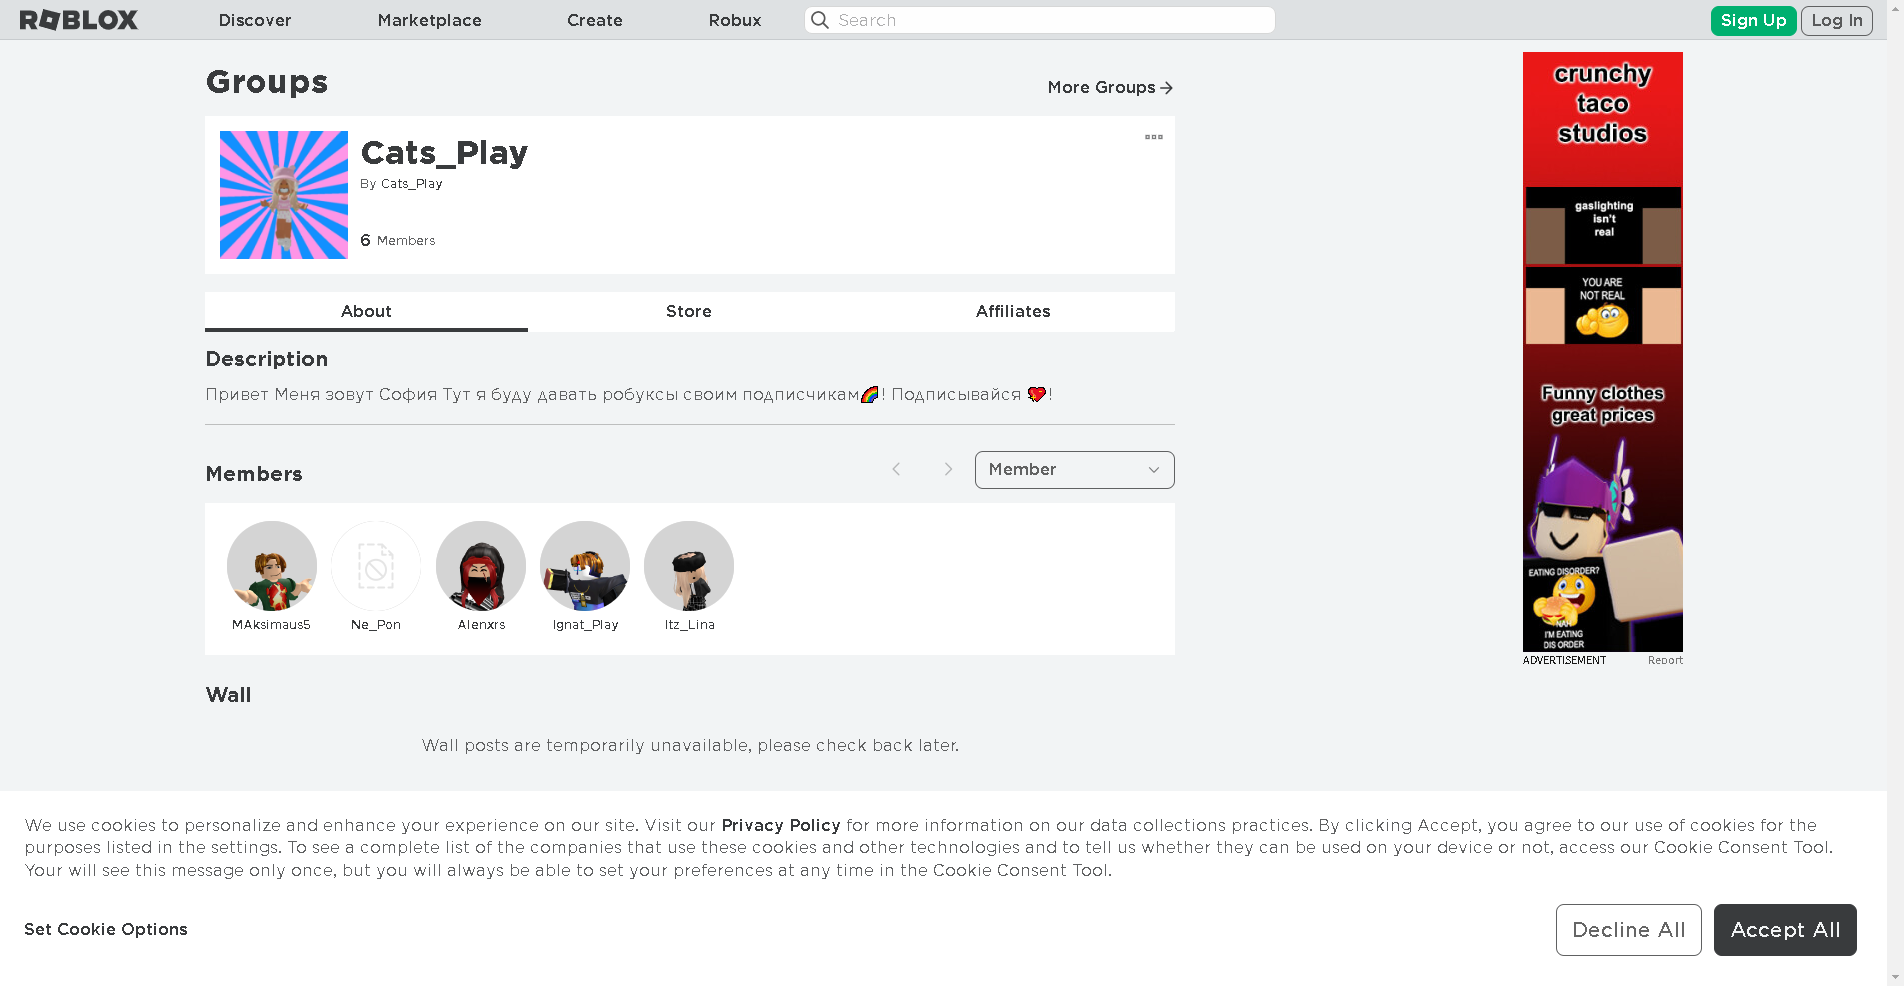 ROBLOX
Discover
Marketplace
Create
Robux
Search
Sign Up
Log In
Groups
More Groups
Cats_Play
By Cats_Play
6 Members
About
Store
Affiliates
Description
Привет Меня зовут София Тут я буду давать робуксы своим подписчикам🌈! Подписывайся 💓!
Members
Member
MAksimaus5
Ne_Pon
Alenxrs
Ignat_Play
Itz_Lina
Wall
Wall posts are temporarily unavailable, please check back later.
crunchy
taco
studios
gaslighting
isn't
real
YOU ARE
NOT REAL
Funny clothes
great prices
EATING DISORDER?
NAH
I'M EATING
DIS ORDER
ADVERTISEMENT
Report
We use cookies to personalize and enhance your experience on our site. Visit our Privacy Policy for more information on our data collections practices. By clicking Accept, you agree to our use of cookies for the
purposes listed in the settings. To see a complete list of the companies that use these cookies and other technologies and to tell us whether they can be used on your device or not, access our Cookie Consent Tool.
Your will see this message only once, but you will always be able to set your preferences at any time in the Cookie Consent Tool.
Set Cookie Options
Decline All
Accept All